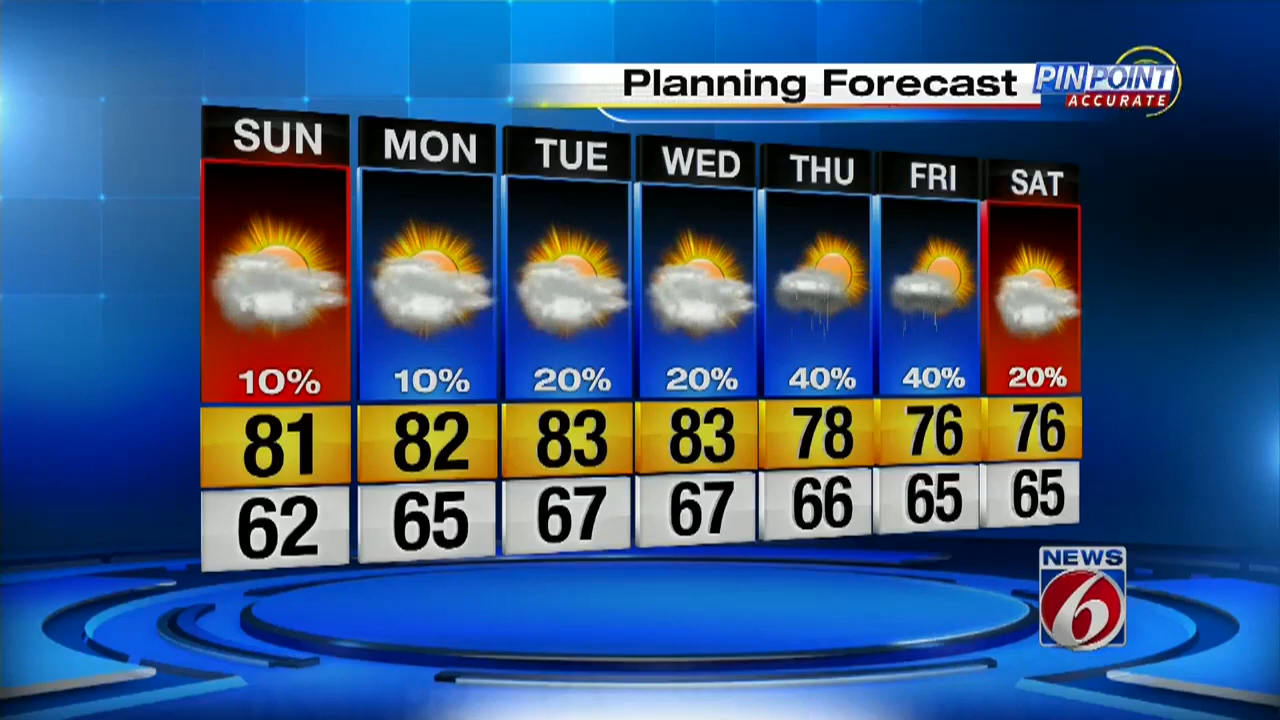 Planning Forecast
PINPOINT
ACCURATE
SUN MON TUE WED THU FRI SAT
10% 10% 20% 20% 40% 40% 20%
81 82 83 83 78 76 76
62 65 67 67 66 65 65
NEWS
6